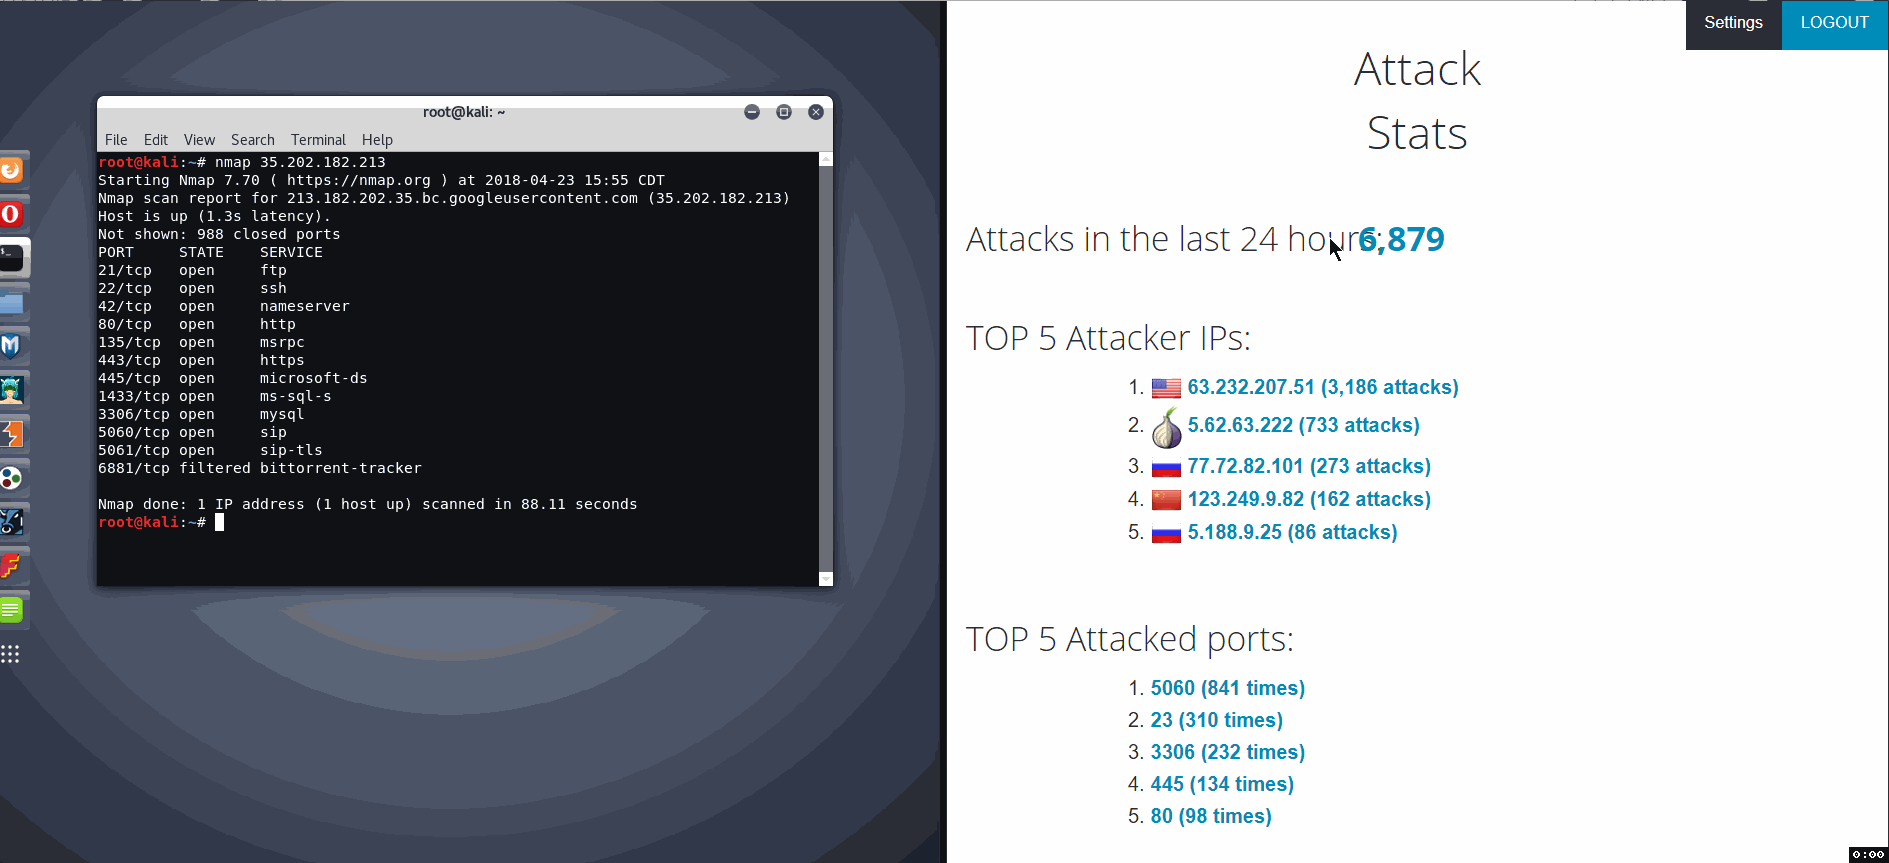 root@kali: ~
File Edit View Search Terminal Help
root@kali:~# nmap 35.202.182.213
Starting Nmap 7.70 ( https://nmap.org ) at 2018-04-23 15:55 CDT
Nmap scan report for 213.182.202.35.bc.googleusercontent.com (35.202.182.213)
Host is up (1.3s latency).
Not shown: 988 closed ports
PORT STATE SERVICE
21/tcp open ftp
22/tcp open ssh
42/tcp open nameserver
80/tcp open http
135/tcp open msrpc
443/tcp open https
445/tcp open microsoft-ds
1433/tcp open ms-sql-s
3306/tcp open mysql
5060/tcp open sip
5061/tcp open sip-tls
6881/tcp filtered bittorrent-tracker
Nmap done: 1 IP address (1 host up) scanned in 88.11 seconds
root@kali:~#
Settings LOGOUT
Attack
Stats
Attacks in the last 24 hours: 6,879
TOP 5 Attacker IPs:
1. 63.232.207.51 (3,186 attacks)
2. 5.62.63.222 (733 attacks)
3. 77.72.82.101 (273 attacks)
4. 123.249.9.82 (162 attacks)
5. 5.188.9.25 (86 attacks)
TOP 5 Attacked ports:
1. 5060 (841 times)
2. 23 (310 times)
3. 3306 (232 times)
4. 445 (134 times)
5. 80 (98 times)
0:00